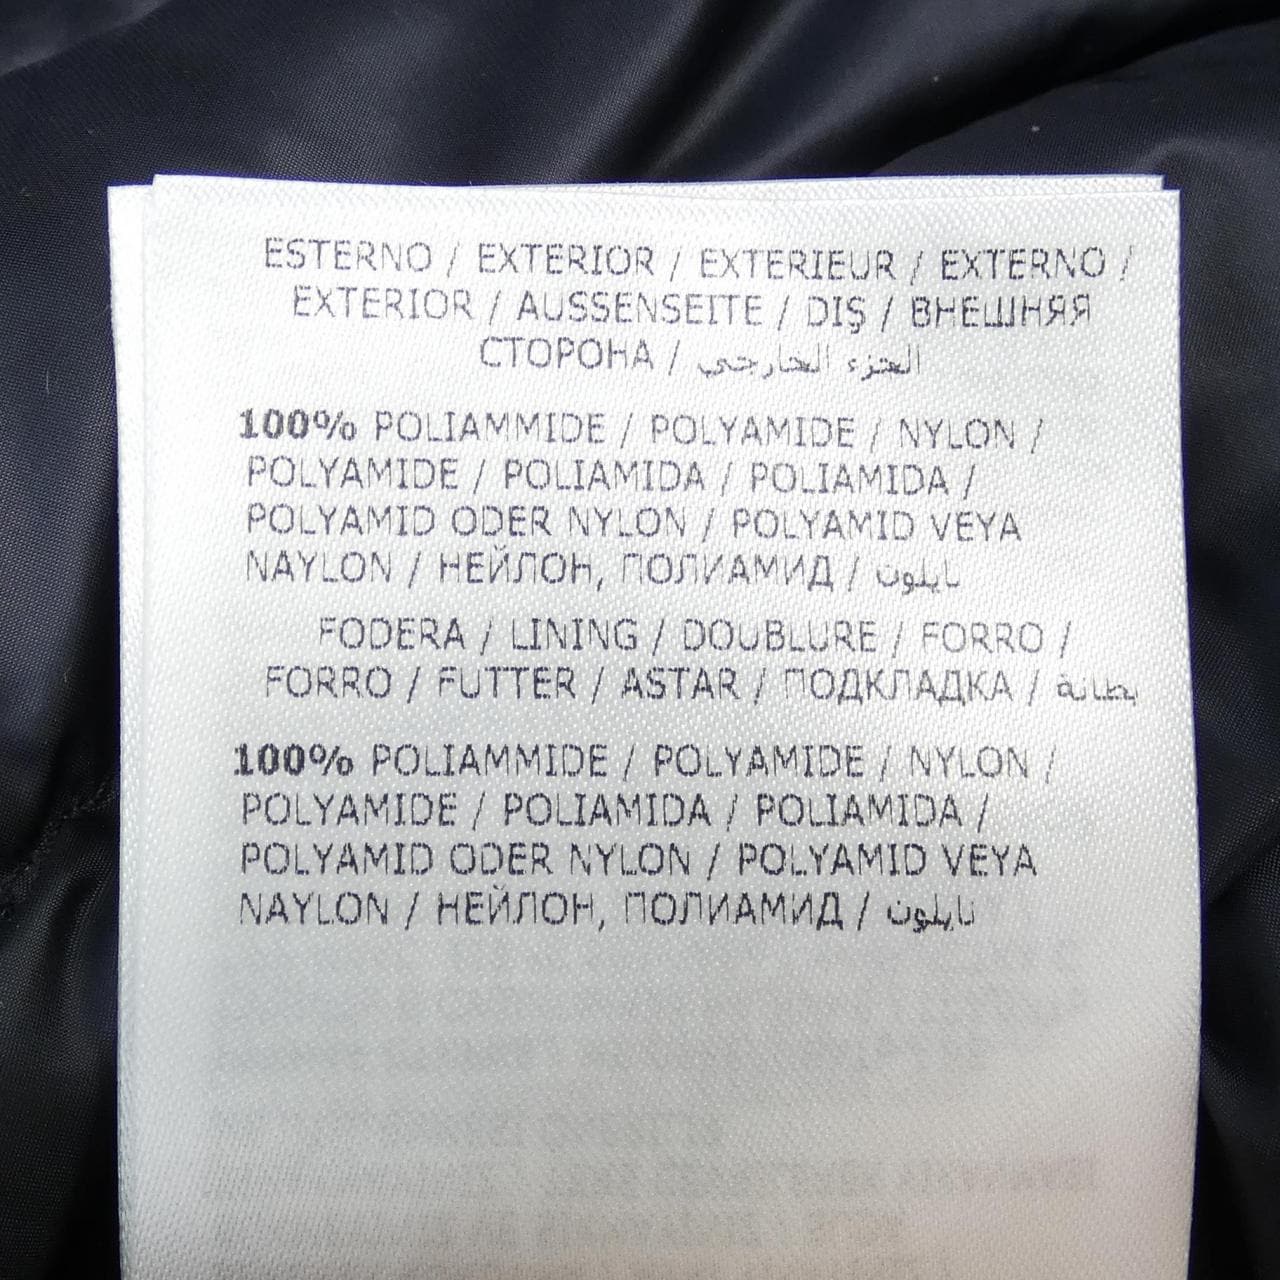 ESTERNO / EXTERIOR / EXTERIEUR / EXTERNO /
EXTERIOR / AUSSENSEITE / DIŞ / ВНЕШНЯЯ
СТОРОНА / الجزء الخارجي
100% POLIAMMIDE / POLYAMIDE / NYLON /
POLYAMIDE / POLIAMIDA / POLIAMIDA /
POLYAMID ODER NYLON / POLYAMID VEYA
NAYLON / НЕЙЛОН, ПОЛИАМИД / نايلون
FODERA / LINING / DOUBLURE / FORRO /
FORRO / FUTTER / ASTAR / ПОДКЛАДКА / بطانة
100% POLIAMMIDE / POLYAMIDE / NYLON /
POLYAMIDE / POLIAMIDA / POLIAMIDA /
POLYAMID ODER NYLON / POLYAMID VEYA
NAYLON / НЕЙЛОН, ПОЛИАМИД / نايلون